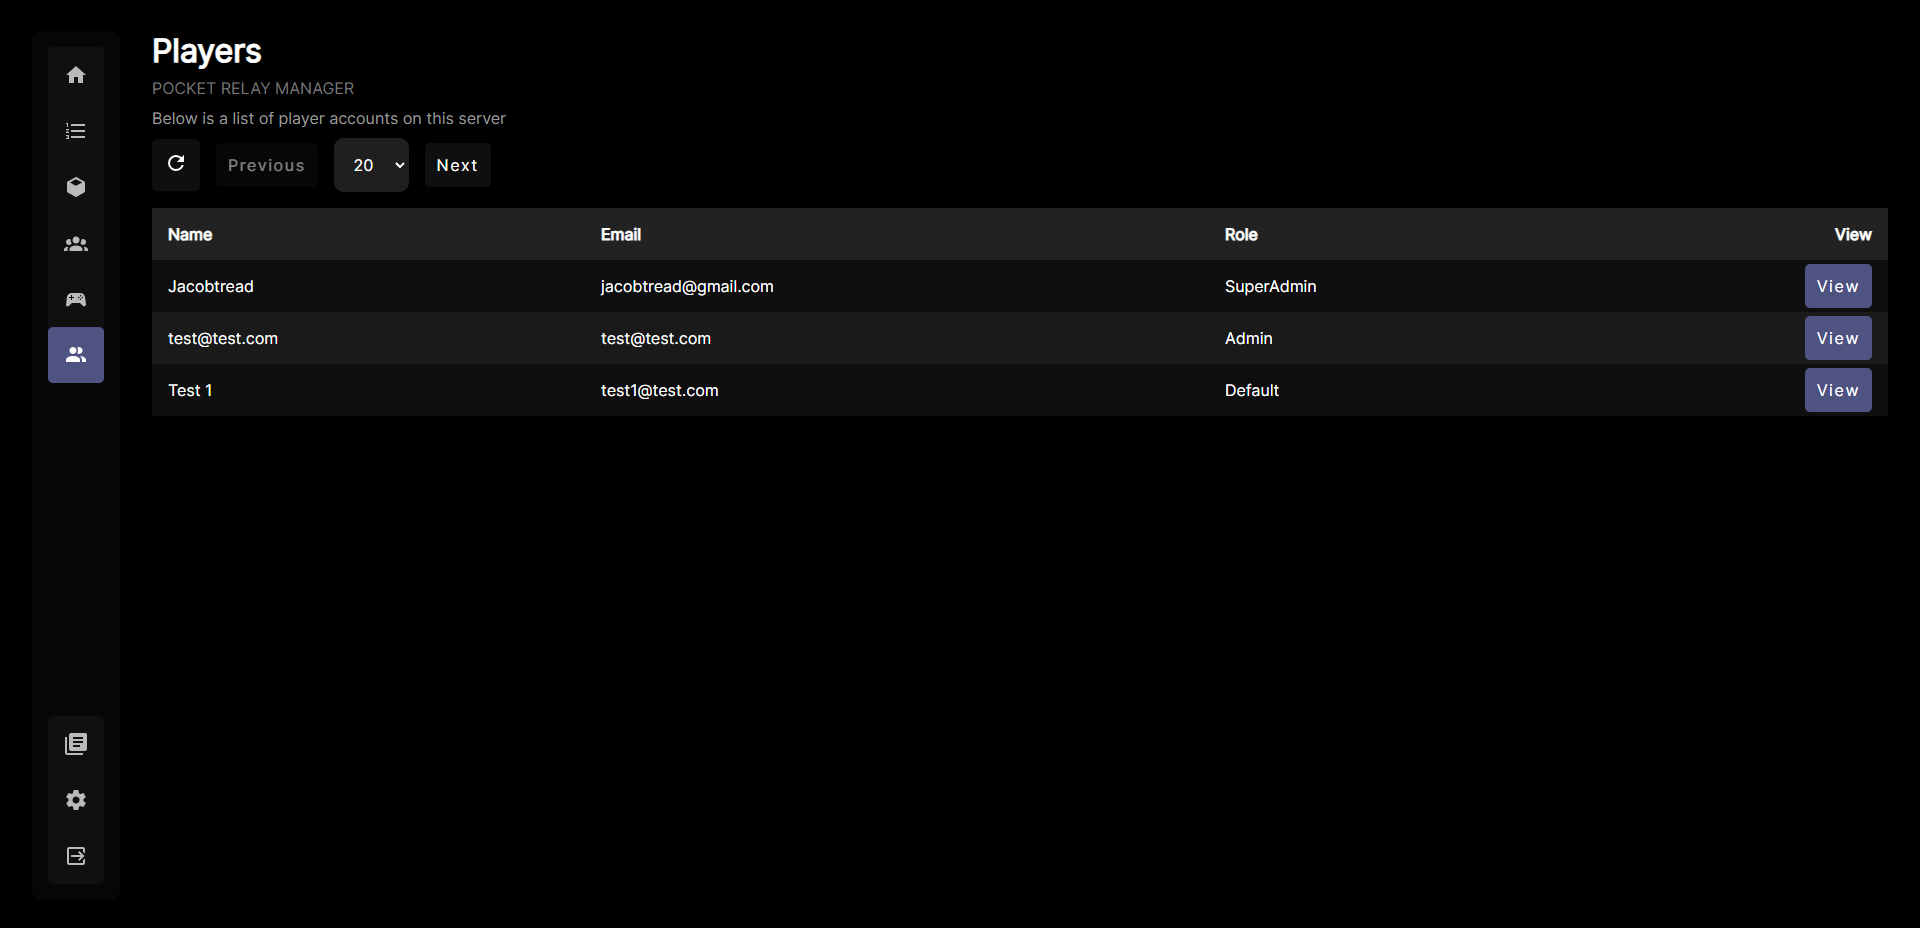 Players
POCKET RELAY MANAGER
Below is a list of player accounts on this server
Previous 20 Next
Name Email Role View
Jacobtread jacobtread@gmail.com SuperAdmin View
test@test.com test@test.com Admin View
Test 1 test1@test.com Default View